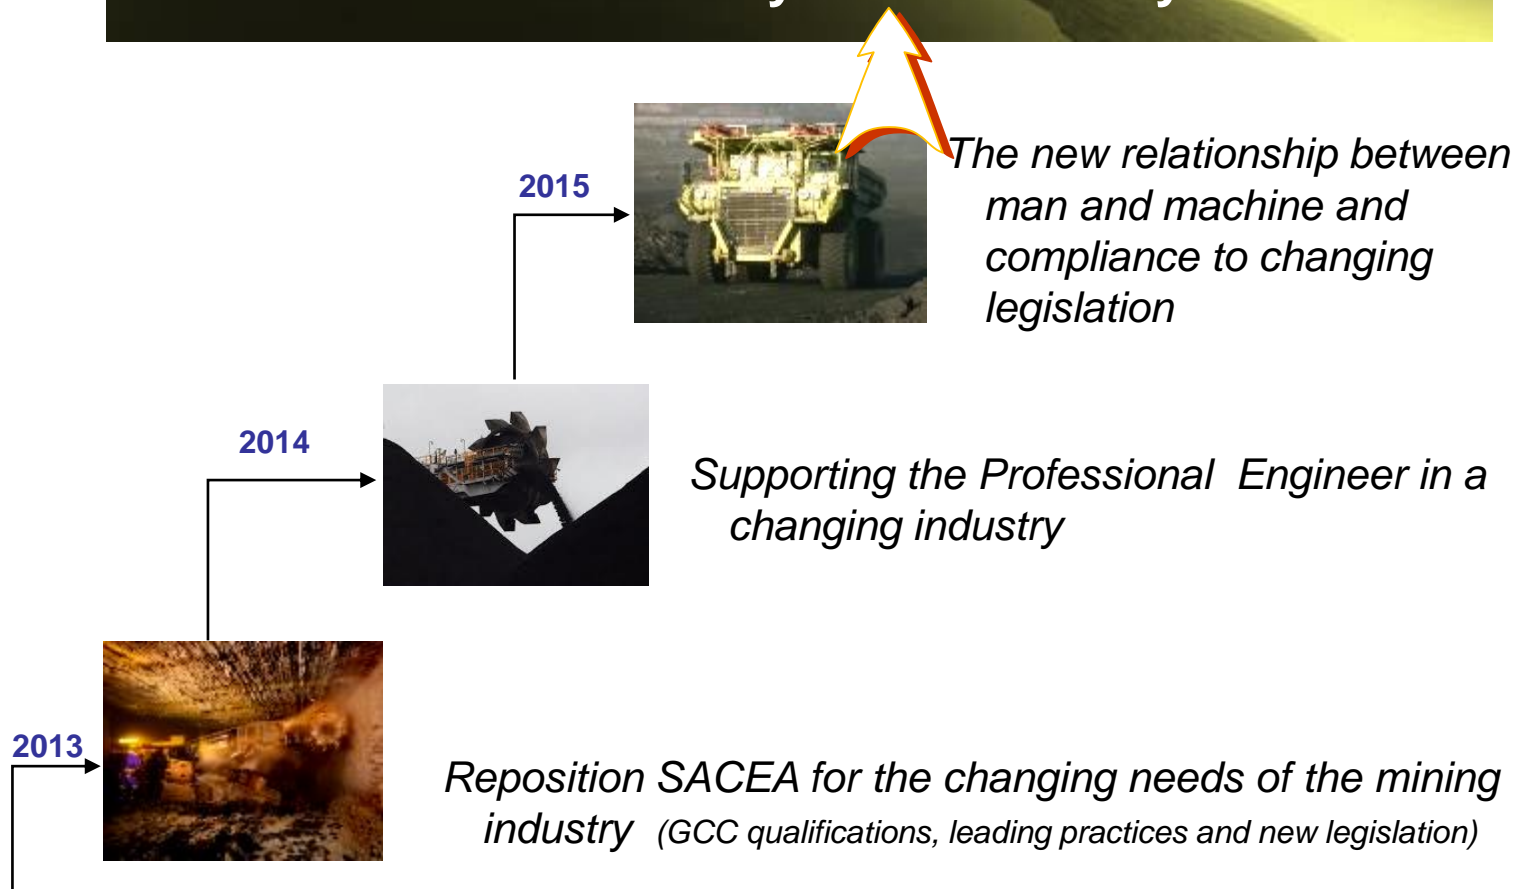 2015
The new relationship between
man and machine and
compliance to changing
legislation
2014
Supporting the Professional  Engineer in a
changing industry
2013
Reposition SACEA for the changing needs of the mining
industry (GCC qualifications, leading practices and new legislation)